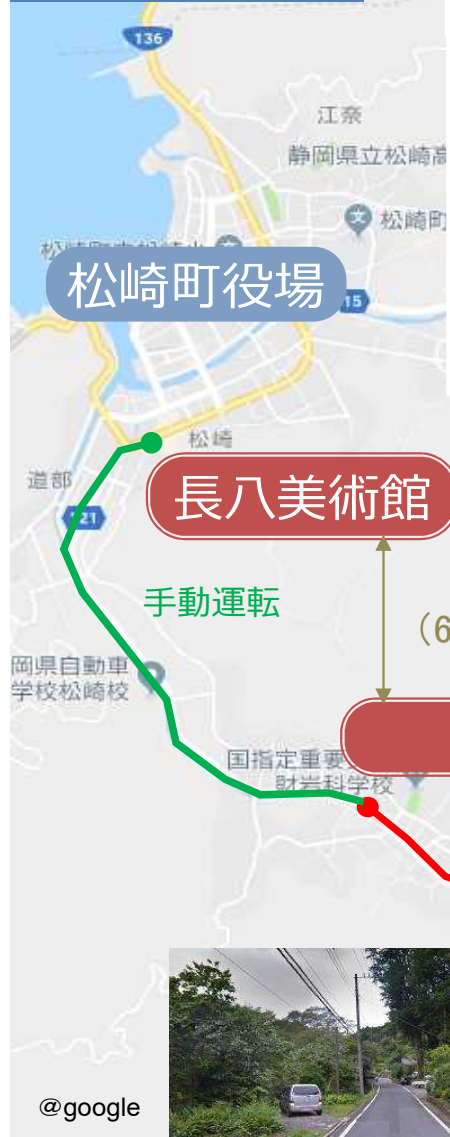 136
江奈
静岡県立松崎高
松崎町
松崎町役場
15
松崎
道部
長八美術館
121
手動運転
（6
岡県自動車
学校松崎校
国指定重要
財岩科学校
@google